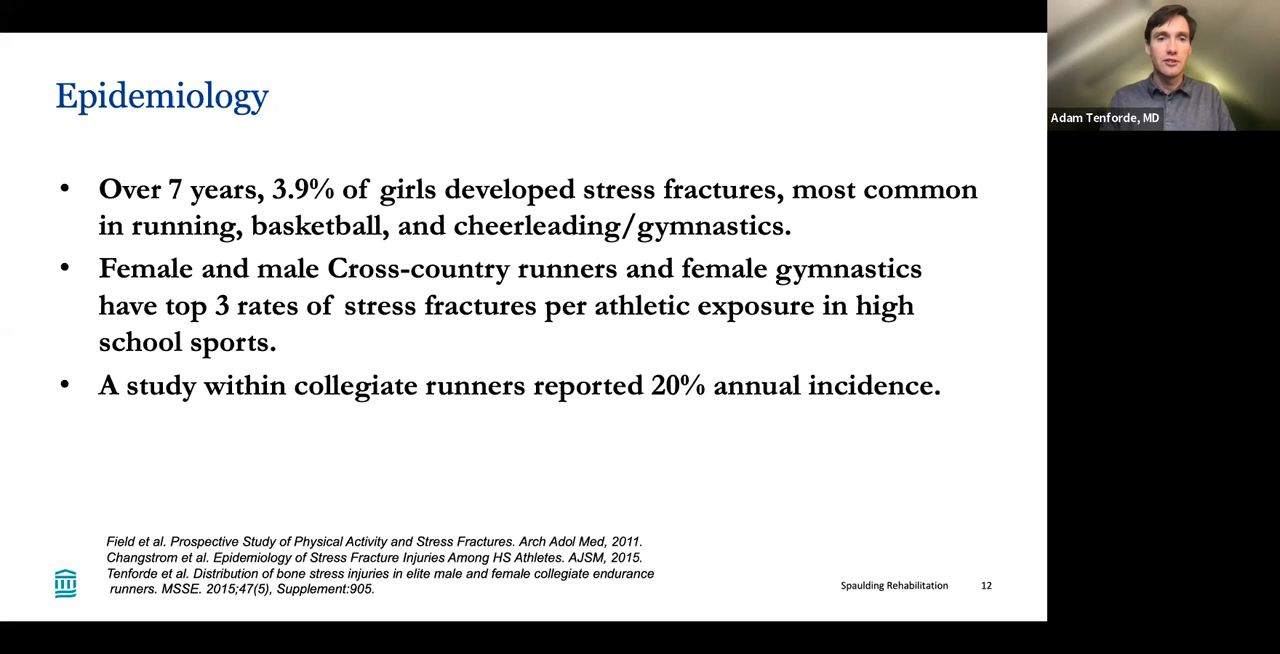 Epidemiology
• Over 7 years, 3.9% of girls developed stress fractures, most common
in running, basketball, and cheerleading/gymnastics.
• Female and male Cross-country runners and female gymnastics
have top 3 rates of stress fractures per athletic exposure in high
school sports.
• A study within collegiate runners reported 20% annual incidence.
Field et al. Prospective Study of Physical Activity and Stress Fractures. Arch Adol Med, 2011.
Changstrom et al. Epidemiology of Stress Fracture Injuries Among HS Athletes. AJSM, 2015.
Tenforde et al. Distribution of bone stress injuries in elite male and female collegiate endurance
runners. MSSE. 2015;47(5), Supplement:905.
Spaulding Rehabilitation 12
Adam Tenforde, MD